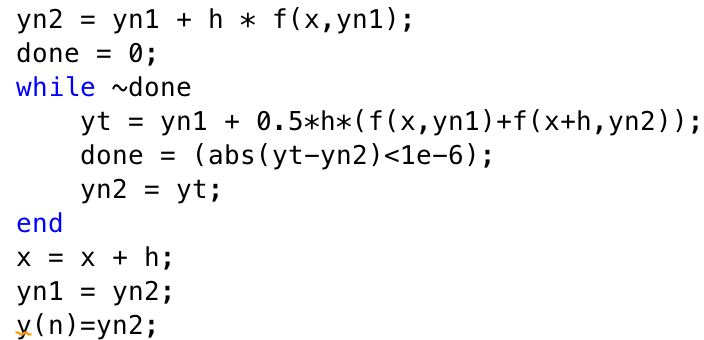 yn2 = yn1 + h * f(x,yn1);
done = 0;
while ~done
    yt = yn1 + 0.5*h*(f(x,yn1)+f(x+h,yn2));
    done = (abs(yt-yn2)<1e-6);
    yn2 = yt;
end
x = x + h;
yn1 = yn2;
y(n)=yn2;